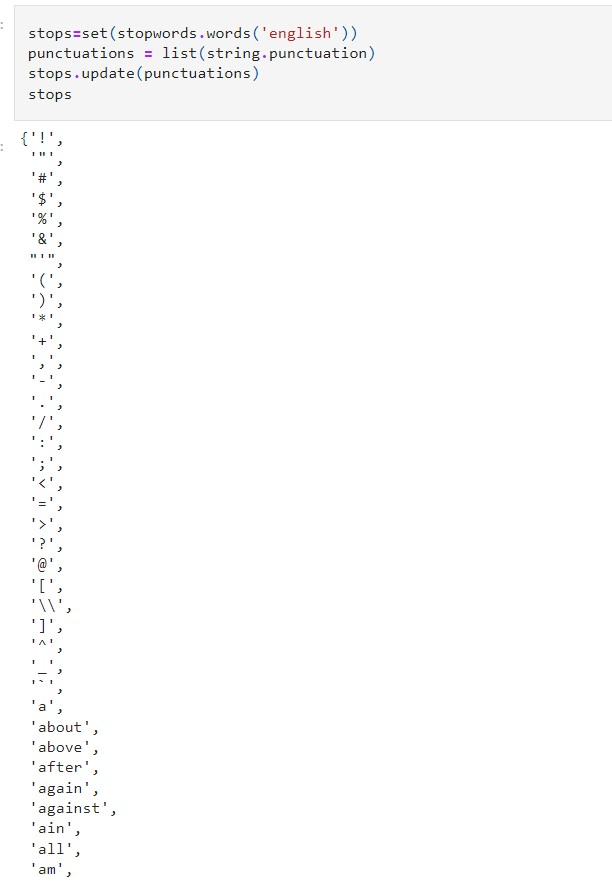 :
stops=set(stopwords.words('english'))
punctuations = list(string.punctuation)
stops.update(punctuations)
stops
:
{'!',
'"',
'#',
'$',
'%',
'&',
"'",
'(',
')',
'*',
'+',
',',
'-',
'.',
'/',
':',
';',
'<',
'=',
'>',
'?',
'@',
'[',
'\\',
']',
'^',
'_',
'`',
'a',
'about',
'above',
'after',
'again',
'against',
'ain',
'all',
'am',